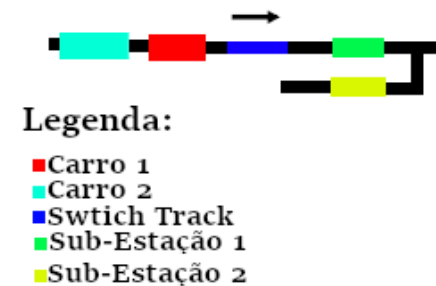 Legenda:
Carro 1
Carro 2
Swtich Track
Sub-Estação 1
Sub-Estação 2